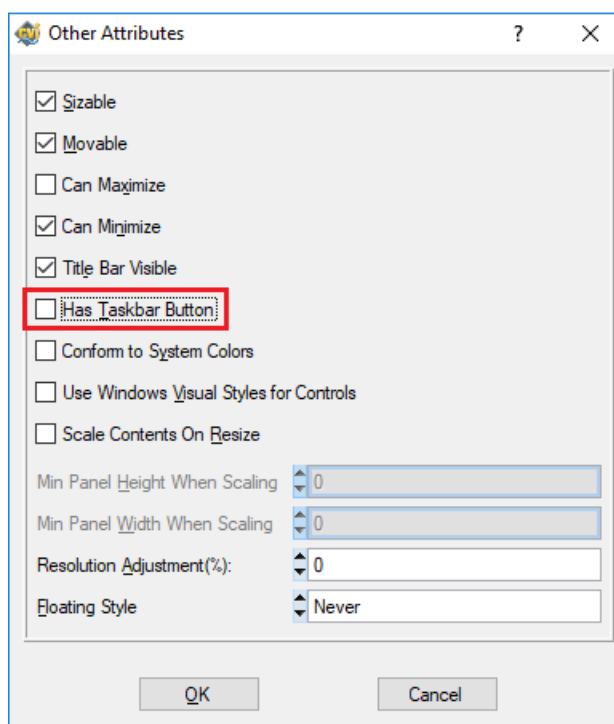 Other Attributes
Sizable
Movable
Can Maximize
Can Minimize
Title Bar Visible
Has Taskbar Button
Conform to System Colors
Use Windows Visual Styles for Controls
Scale Contents On Resize
Min Panel Height When Scaling 0
Min Panel Width When Scaling 0
Resolution Adjustment(%): 0
Floating Style Never
OK Cancel